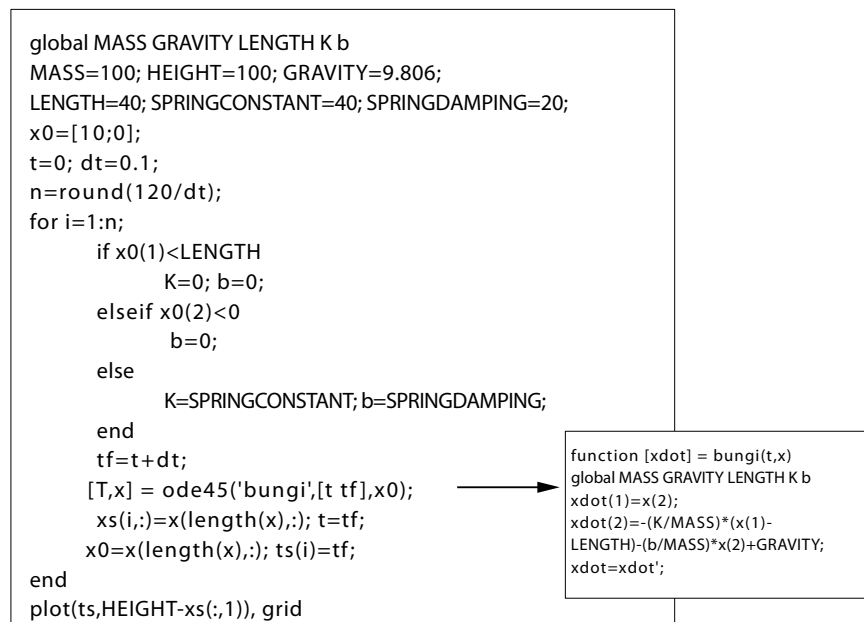 global MASS GRAVITY LENGTH K b
MASS=100; HEIGHT=100; GRAVITY=9.806;
LENGTH=40; SPRINGCONSTANT=40; SPRINGDAMPING=20;
x0=[10;0];
t=0; dt=0.1;
n=round(120/dt);
for i=1:n;
if x0(1)<LENGTH
K=0; b=0;
elseif x0(2)<0
b=0;
else
K=SPRINGCONSTANT; b=SPRINGDAMPING;
end
tf=t+dt;
[T,x] = ode45('bungi',[t tf],x0);
xs(i,:)=x(length(x),:); t=tf;
x0=x(length(x),:); ts(i)=tf;
end
plot(ts,HEIGHT-xs(:,1)), grid
function [xdot] = bungi(t,x)
global MASS GRAVITY LENGTH K b
xdot(1)=x(2);
xdot(2)=-(K/MASS)*(x(1)-
LENGTH)-(b/MASS)*x(2)+GRAVITY;
xdot=xdot';